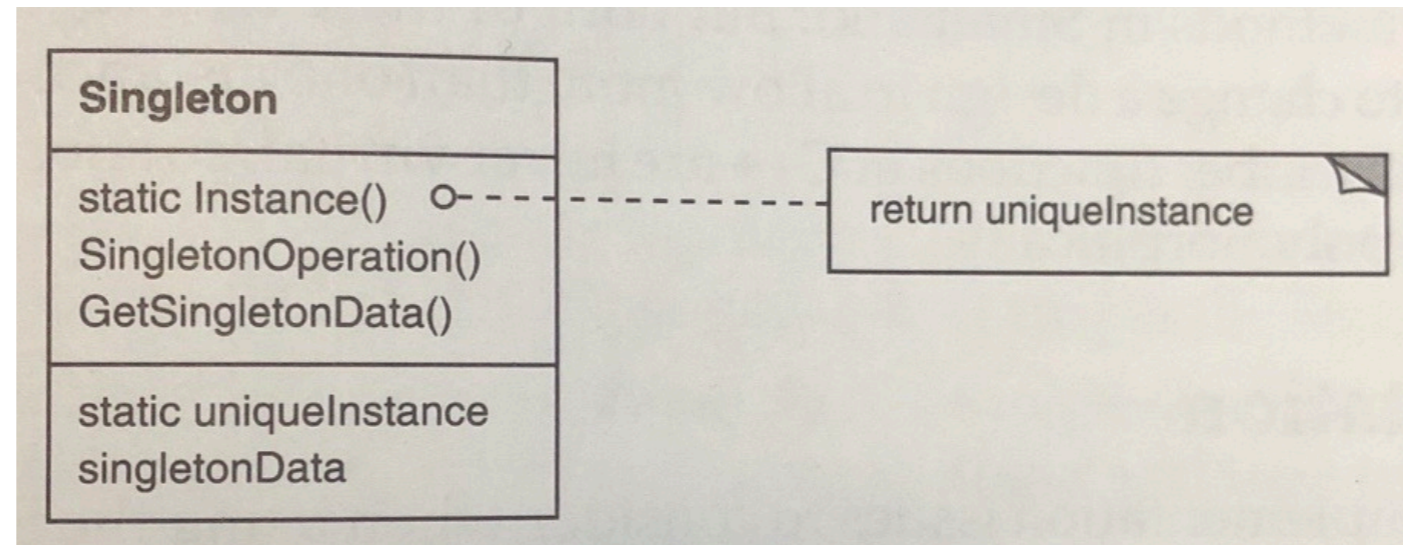 Singleton
static Instance()
return uniqueInstance
SingletonOperation()
GetSingletonData()
static uniqueInstance
singletonData